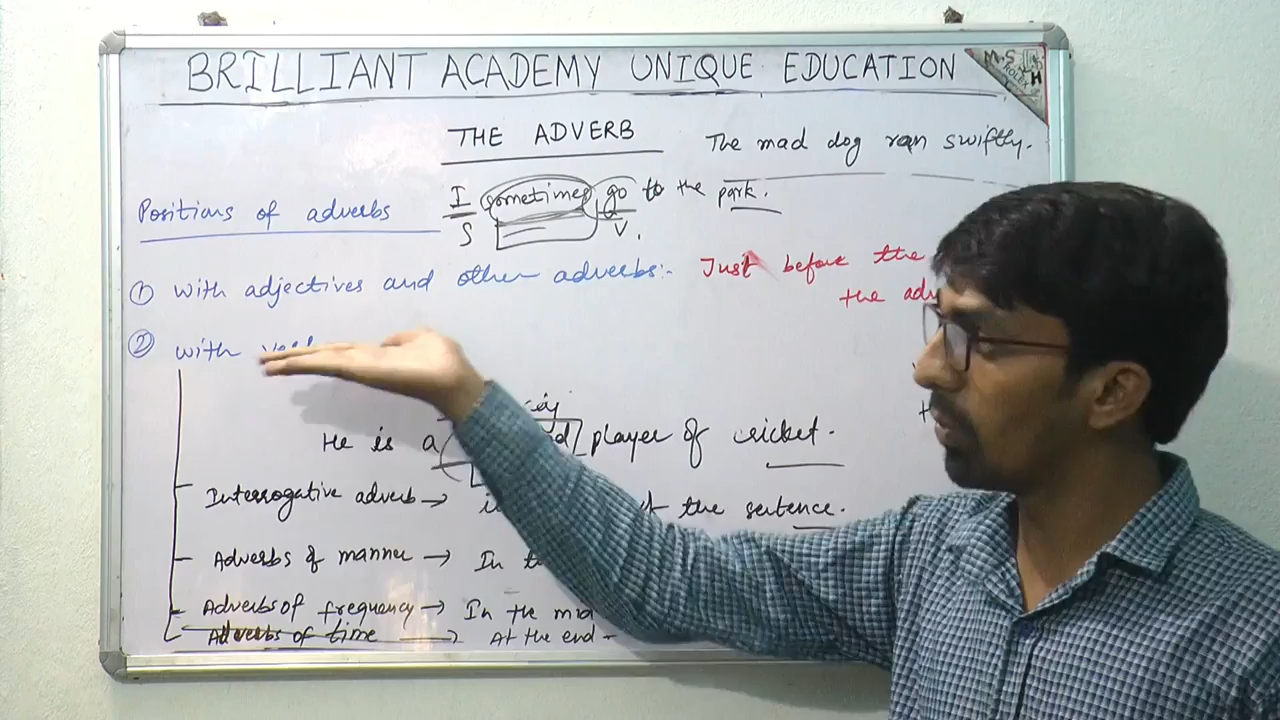 BRILLIANT ACADEMY UNIQUE EDUCATION
M.S
H
THE ADVERB
The mad dog ran swiftly.
I sometimes go to the park.
S V.
Positions of adverbs
① with adjectives and other adverbs:- Just before the
the adv
② with
He is a player of cricket.
Interrogative adverb → of the sentence.
Adverbs of manner → In
Adverbs of frequency → In the mid
Adverbs of time → At the end -